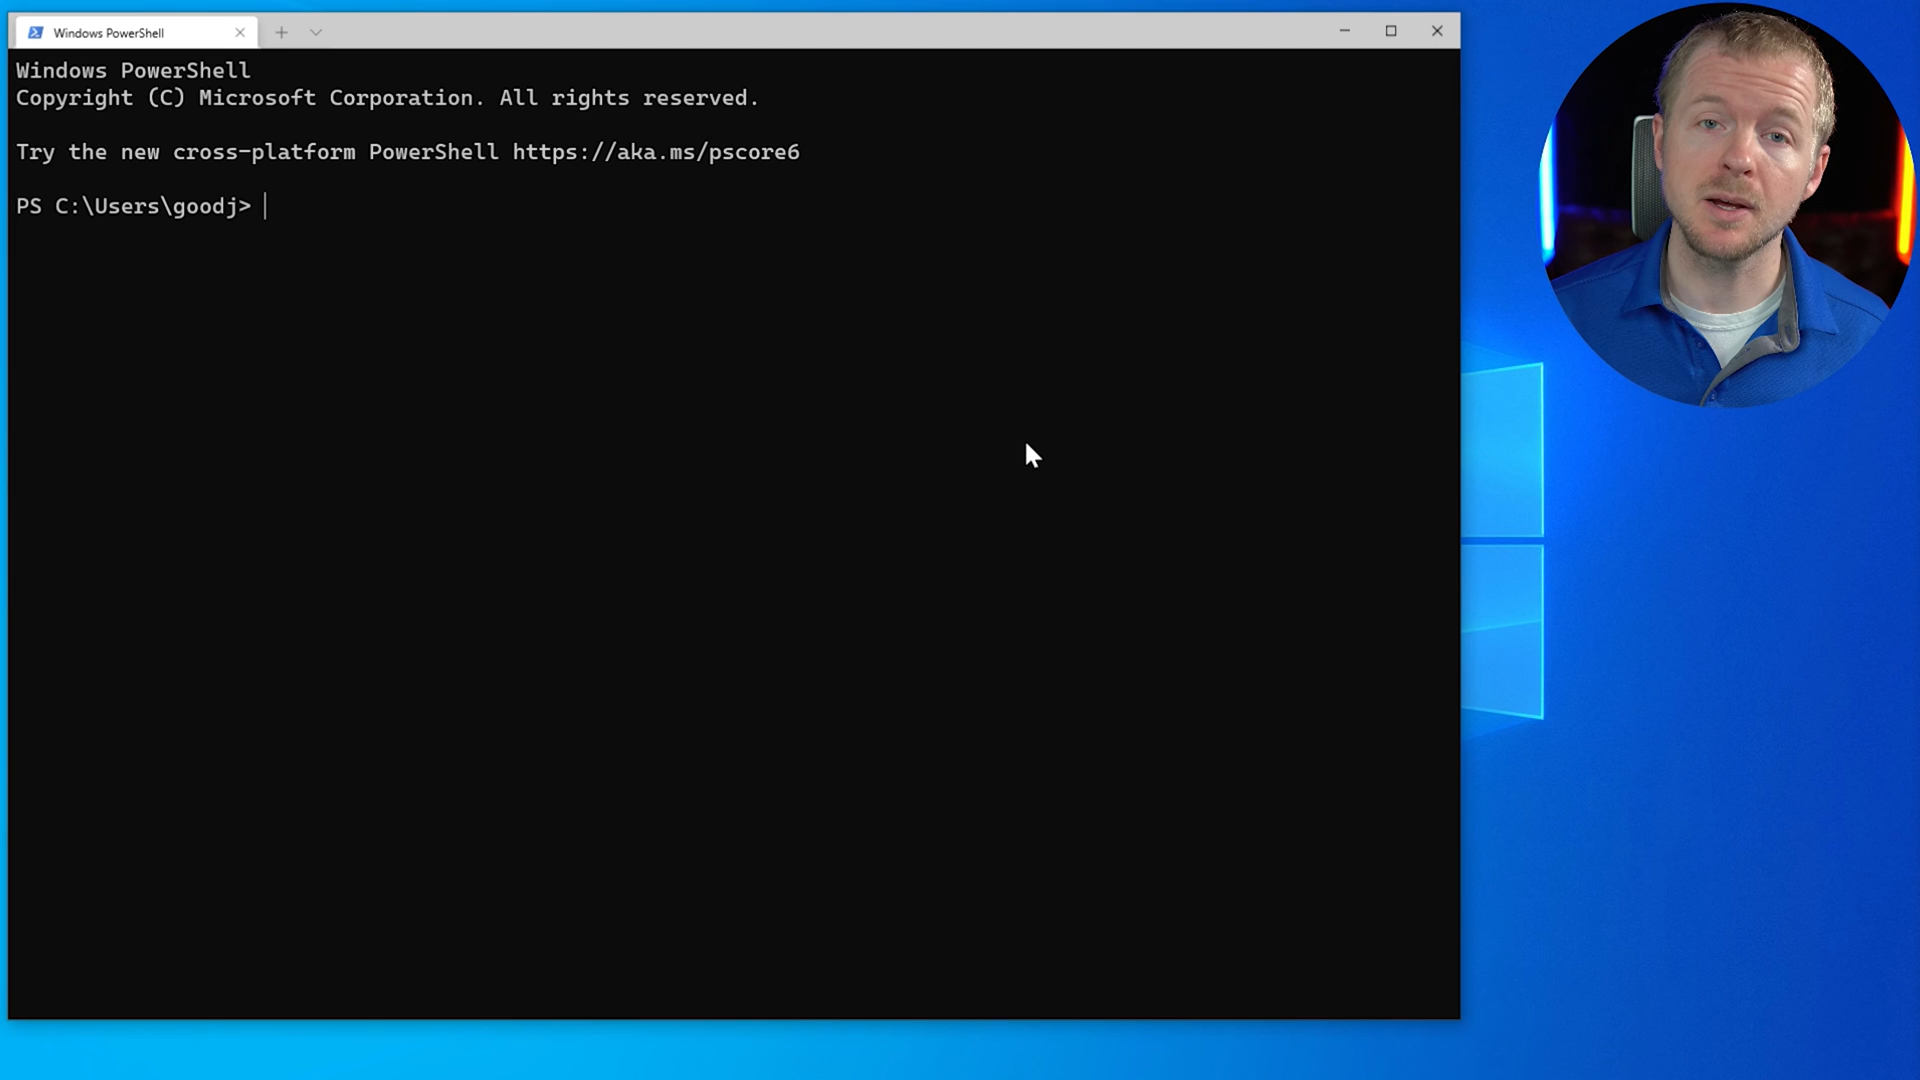 Windows PowerShell
Windows PowerShell
Copyright (C) Microsoft Corporation. All rights reserved.
Try the new cross-platform PowerShell https://aka.ms/pscore6
PS C:\Users\goodj>